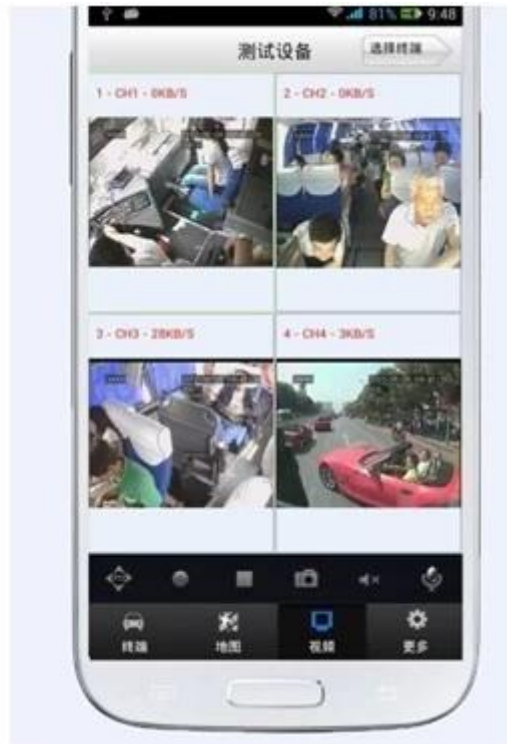 81% 9:48
测试设备 选择终端
1 - CH1 - 0KB/S 2 - CH2 - 0KB/S
3 - CH3 - 28KB/S 4 - CH4 - 3KB/S
终端 地图 视频 更多